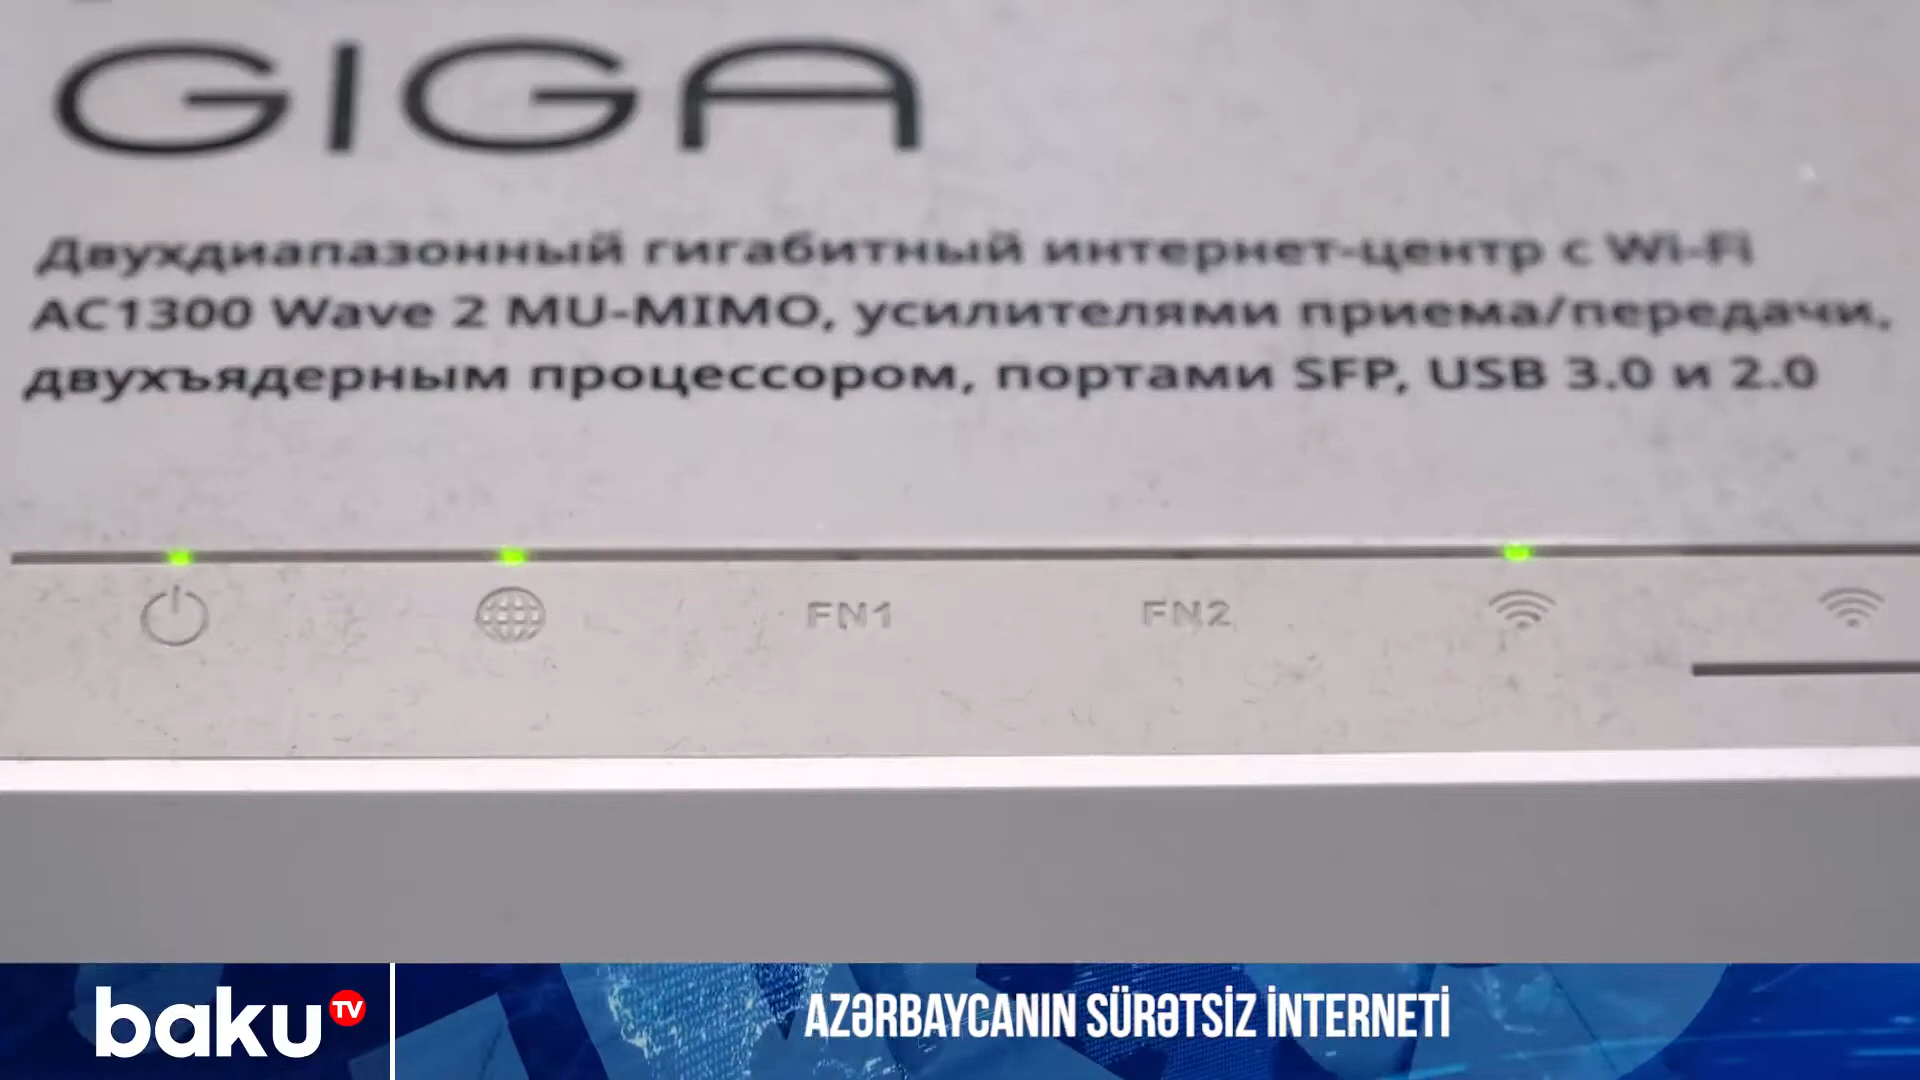 GIGA
Двухдиапазонный гигабитный интернет-центр с Wi-Fi
AC1300 Wave 2 MU-MIMO, усилителями приема/передачи,
двухъядерным процессором, портами SFP, USB 3.0 и 2.0
FN1 FN2
baku TV
AZƏRBAYCANIN SÜRƏTSİZ İNTERNETİ